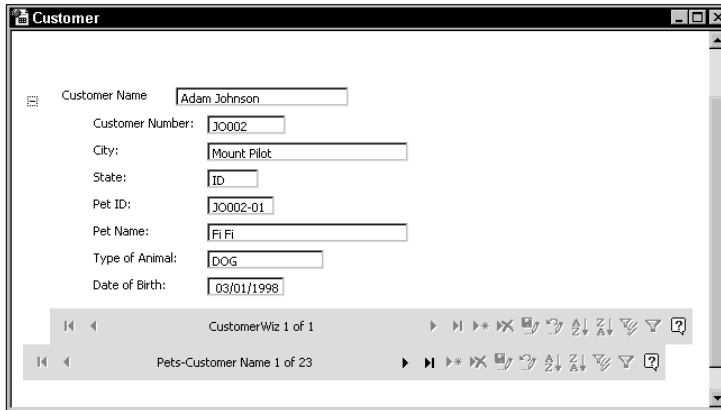 Customer
Customer Name Adam Johnson
Customer Number: JO002
City: Mount Pilot
State: ID
Pet ID: JO002-01
Pet Name: Fi Fi
Type of Animal: DOG
Date of Birth: 03/01/1998
CustomerWiz 1 of 1
Pets-Customer Name 1 of 23